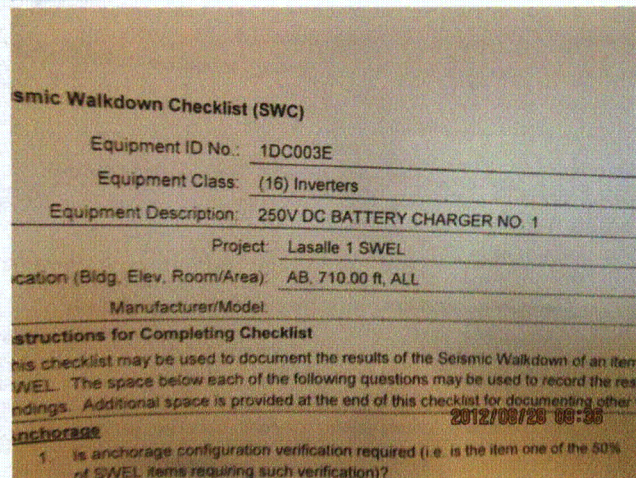 smic Walkdown Checklist (SWC)
Equipment ID No.: 1DC003E
Equipment Class: (16) Inverters
Equipment Description: 250V DC BATTERY CHARGER NO. 1
Project: Lasalle 1 SWEL
cation (Bldg, Elev, Room/Area): AB, 710.00 ft, ALL
Manufacturer/Model:
structions for Completing Checklist
his checklist may be used to document the results of the Seismic Walkdown of an item
WEL. The space below each of the following questions may be used to record the res
ndings. Additional space is provided at the end of this checklist for documenting other
2012/08/28 09:36
Anchorage
1. Is anchorage configuration verification required (i.e. is the item one of the 50%
of SWEL items requiring such verification)?